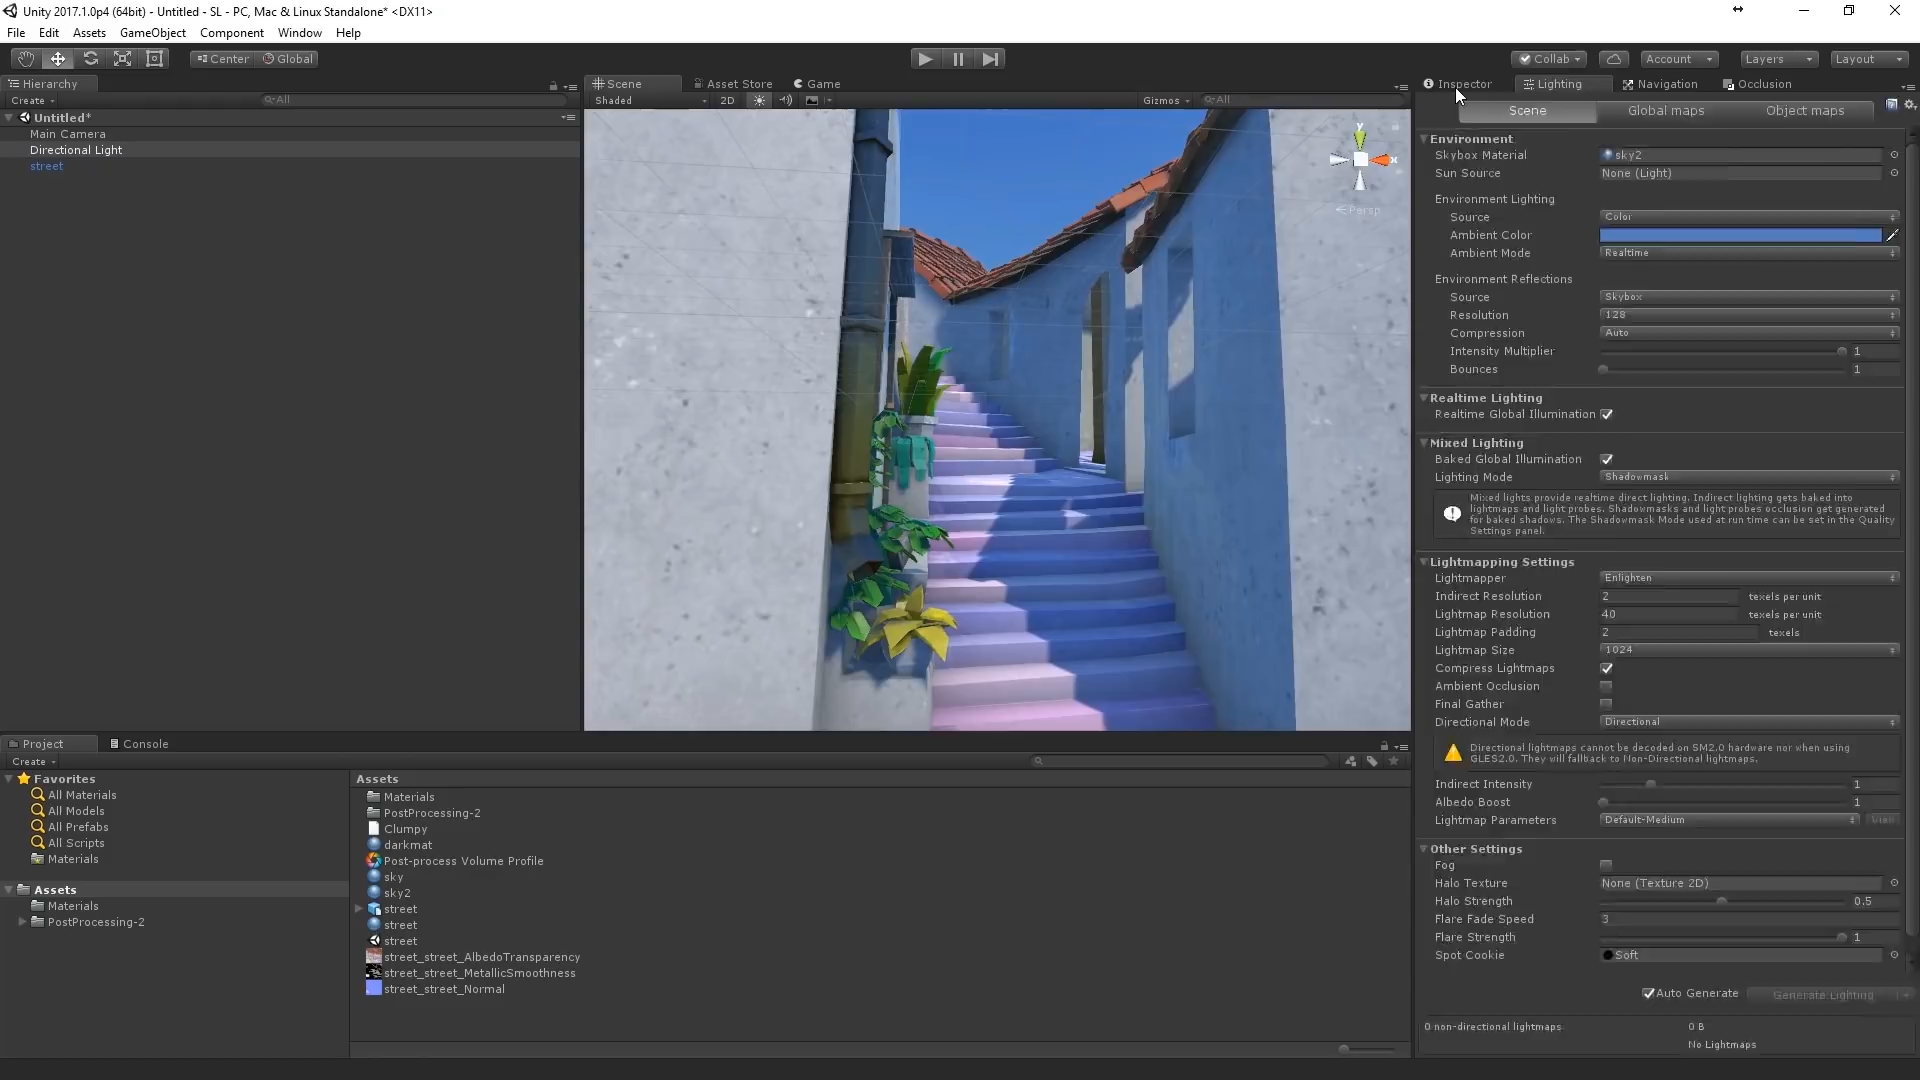 Unity 2017.1.0p4 (64bit) - Untitled - SL - PC, Mac & Linux Standalone* <DX11>
File Edit Assets GameObject Component Window Help
Center Global
Collab Account Layers Layout
Hierarchy
Create All
Untitled*
Main Camera
Directional Light
street
Scene Asset Store Game
Shaded 2D Gizmos All
y
x
Persp
Inspector Lighting Navigation Occlusion
Scene Global maps Object maps
Environment
Skybox Material sky2
Sun Source None (Light)
Environment Lighting
Source Color
Ambient Color
Ambient Mode Realtime
Environment Reflections
Source Skybox
Resolution 128
Compression Auto
Intensity Multiplier 1
Bounces 1
Realtime Lighting
Realtime Global Illumination
Mixed Lighting
Baked Global Illumination
Lighting Mode Shadowmask
Mixed lights provide realtime direct lighting. Indirect lighting gets baked into
lightmaps and light probes. Shadowmasks and light probes occlusion get generated
for baked shadows. The Shadowmask Mode used at run time can be set in the Quality
Settings panel.
Lightmapping Settings
Lightmapper Enlighten
Indirect Resolution 2 texels per unit
Lightmap Resolution 40 texels per unit
Lightmap Padding 2 texels
Lightmap Size 1024
Compress Lightmaps
Ambient Occlusion
Final Gather
Directional Mode Directional
Directional lightmaps cannot be decoded on SM2.0 hardware nor when using
GLES2.0. They will fallback to Non-Directional lightmaps.
Indirect Intensity 1
Albedo Boost 1
Lightmap Parameters Default-Medium View
Other Settings
Fog
Halo Texture None (Texture 2D)
Halo Strength 0.5
Flare Fade Speed 3
Flare Strength 1
Spot Cookie Soft
Auto Generate Generate Lighting
0 non-directional lightmaps 0 B
No Lightmaps
Project Console
Create
Favorites
All Materials
All Models
All Prefabs
All Scripts
Materials
Assets
Materials
PostProcessing-2
Assets
Materials
PostProcessing-2
Clumpy
darkmat
Post-process Volume Profile
sky
sky2
street
street
street
street_street_AlbedoTransparency
street_street_MetallicSmoothness
street_street_Normal